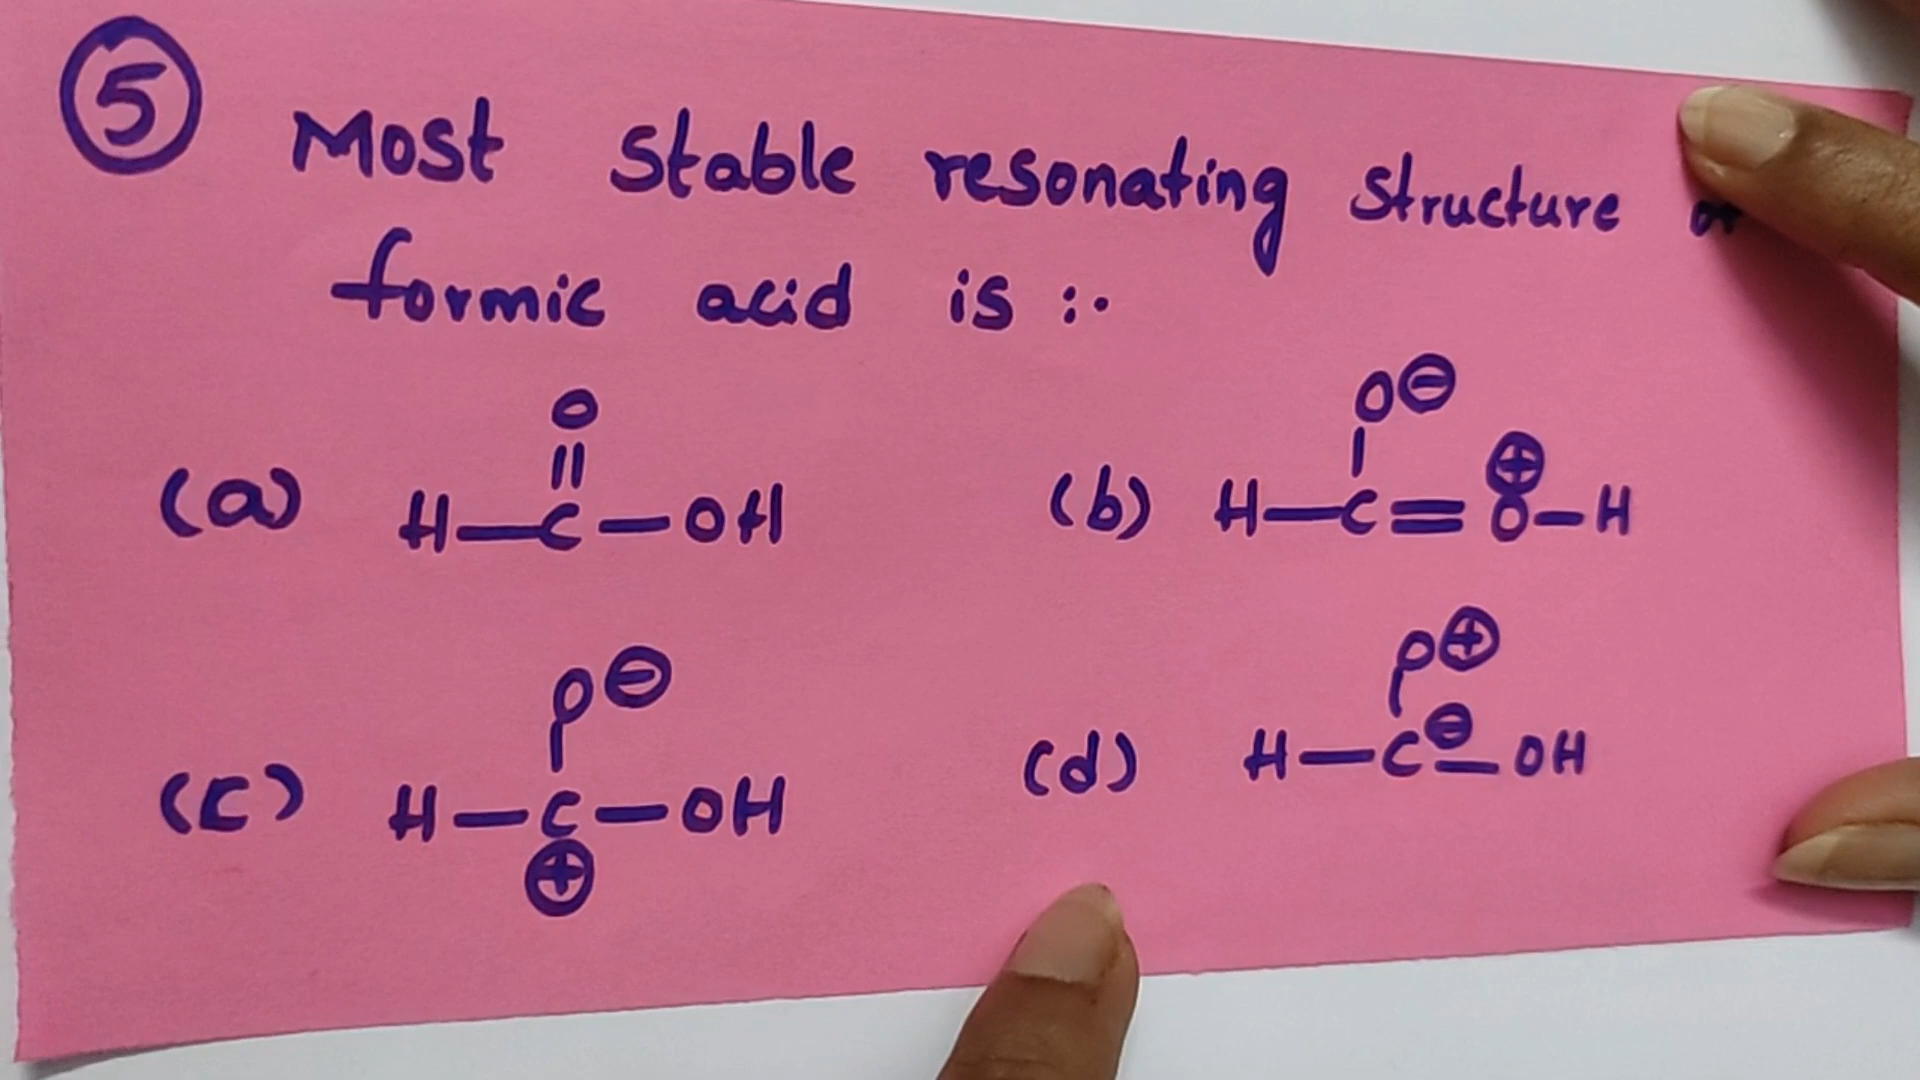 5 Most stable resonating structure
formic acid is :-
(a) H—C—OH
O
||
(b) H—C=O—H
O⊖
|
⊕
(c) H—C—OH
O⊖
|
⊕
(d) H—C⊖—OH
O⊕
|